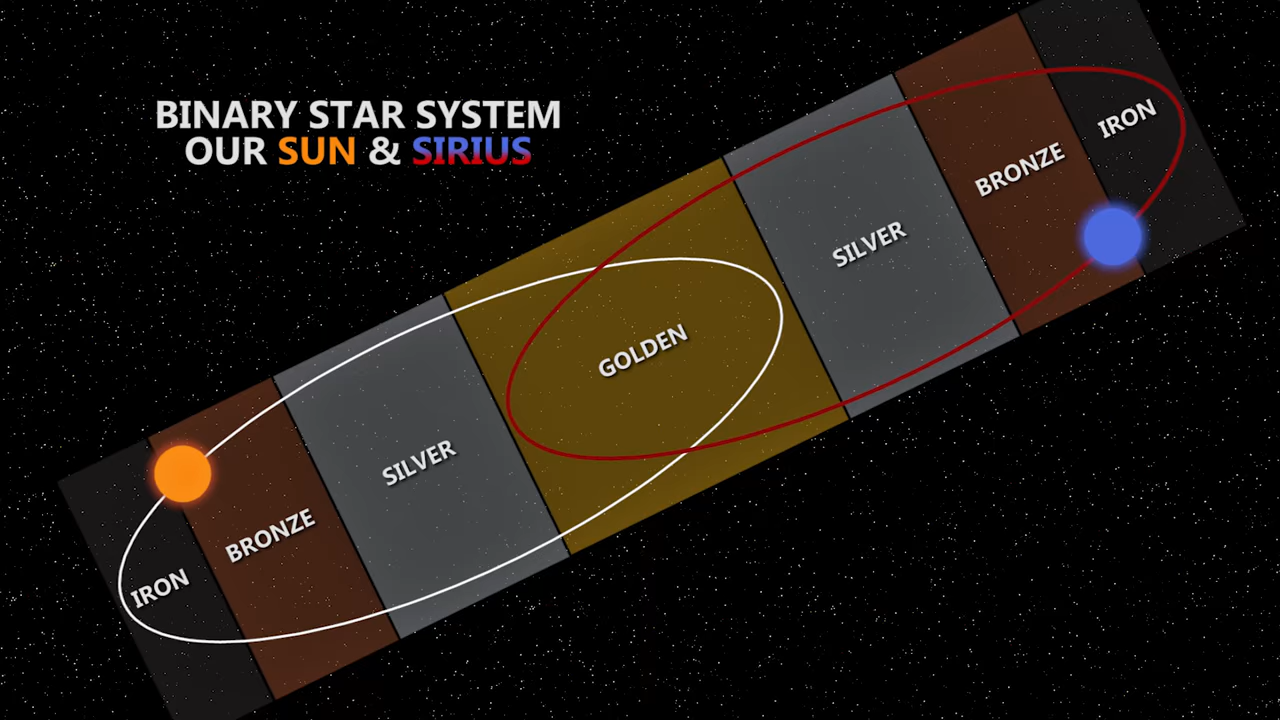 BINARY STAR SYSTEM
OUR SUN & SIRIUS
IRON
BRONZE
SILVER
GOLDEN
SILVER
BRONZE
IRON